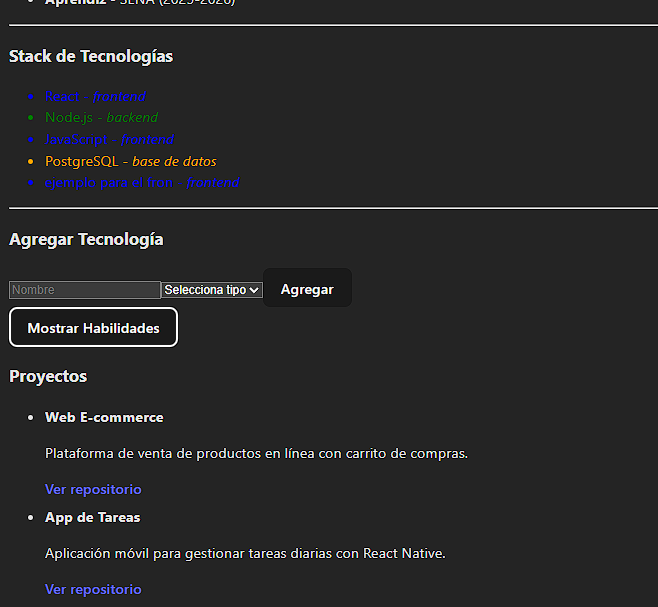 Aprendiz - SENA (2025-2026)
Stack de Tecnologías
React - frontend
Node.js - backend
JavaScript - frontend
PostgreSQL - base de datos
ejemplo para el fron - frontend
Agregar Tecnología
Nombre Selecciona tipo Agregar
Mostrar Habilidades
Proyectos
Web E-commerce
Plataforma de venta de productos en línea con carrito de compras.
Ver repositorio
App de Tareas
Aplicación móvil para gestionar tareas diarias con React Native.
Ver repositorio